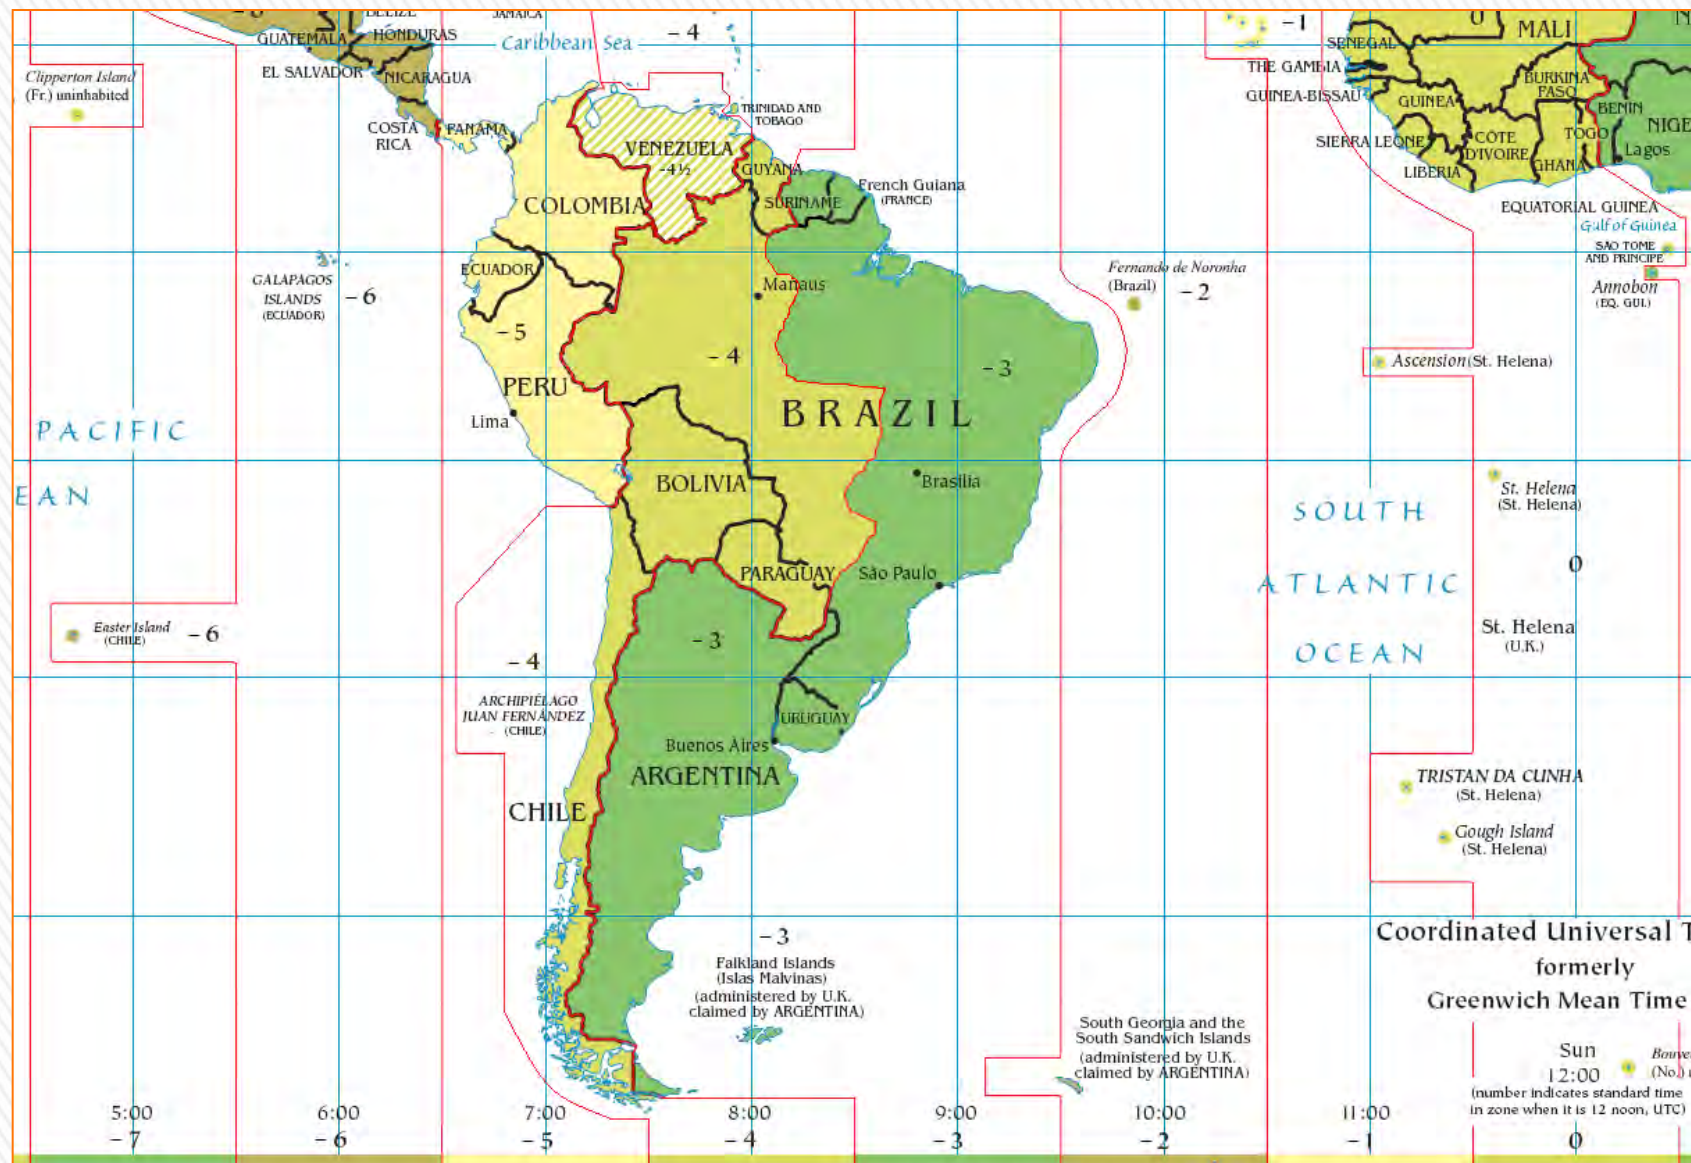 BELIZE
JAMAICA
GUATEMALA
HONDURAS
EL SALVADOR
NICARAGUA
COSTA
RICA
PANAMA
Caribbean Sea
- 4
Clipperton Island
(Fr.) uninhabited
TRINIDAD AND
TOBAGO
VENEZUELA
-4 ½
GUYANA
SURINAME
French Guiana
(FRANCE)
COLOMBIA
ECUADOR
GALAPAGOS
ISLANDS
(ECUADOR)
- 6
- 5
PERU
Lima
Manaus
- 4
- 3
BRAZIL
Brasilia
BOLIVIA
PARAGUAY
São Paulo
- 3
Fernando de Noronha
(Brazil)
- 2
- 1
0
MALI
SENEGAL
THE GAMBIA
GUINEA-BISSAU
GUINEA
SIERRA LEONE
LIBERIA
CÔTE
D'IVOIRE
BURKINA
FASO
GHANA
TOGO
BENIN
NIGE
Lagos
EQUATORIAL GUINEA
Gulf of Guinea
SAO TOME
AND PRINCIPE
Annobon
(EQ. GUI.)
Ascension (St. Helena)
PACIFIC
EAN
Easter Island
(CHILE)
- 6
- 4
ARCHIPIÉLAGO
JUAN FERNÁNDEZ
(CHILE)
CHILE
URUGUAY
Buenos Aires
ARGENTINA
St. Helena
(St. Helena)
SOUTH
ATLANTIC
OCEAN
0
St. Helena
(U.K.)
TRISTAN DA CUNHA
(St. Helena)
Gough Island
(St. Helena)
- 3
Falkland Islands
(Islas Malvinas)
(administered by U.K.
claimed by ARGENTINA)
South Georgia and the
South Sandwich Islands
(administered by U.K.
claimed by ARGENTINA)
Coordinated Universal T
formerly
Greenwich Mean Time
Sun
12:00
Bouve
(No.)
(number indicates standard time
in zone when it is 12 noon, UTC)
5:00 6:00 7:00 8:00 9:00 10:00 11:00
- 7 - 6 - 5 - 4 - 3 - 2 - 1 0